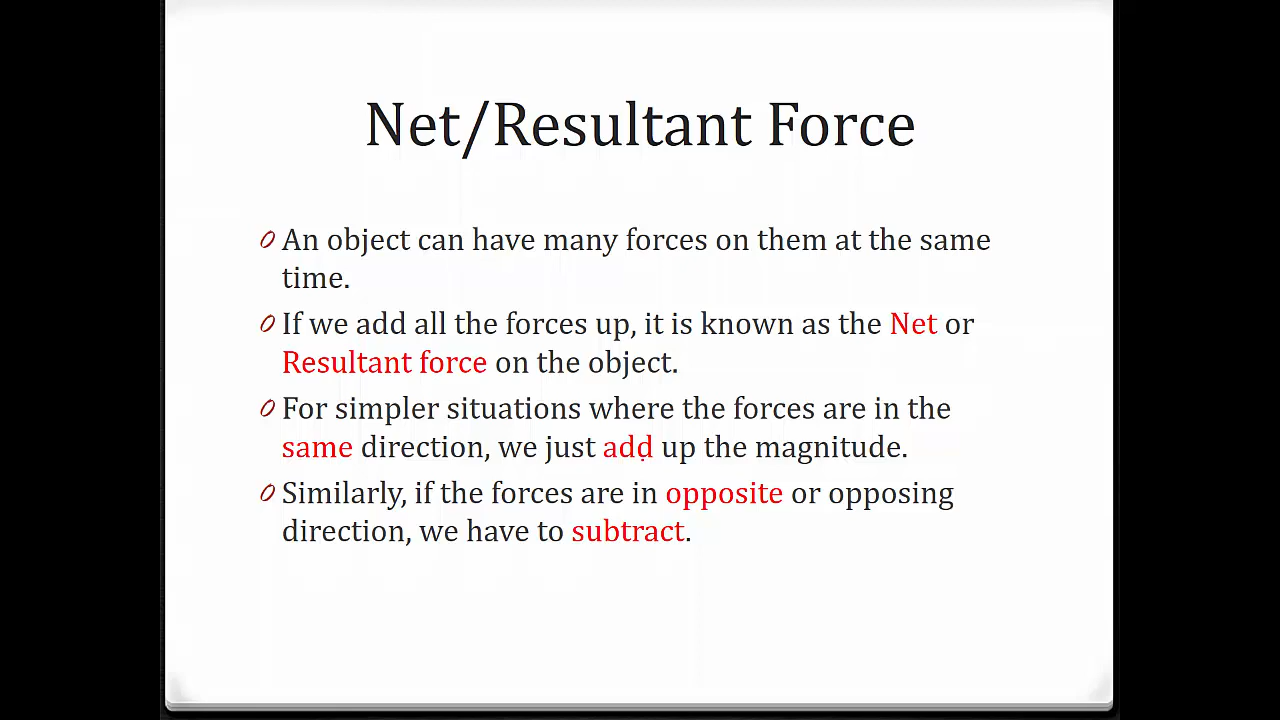 Net/Resultant Force
An object can have many forces on them at the same
time.
If we add all the forces up, it is known as the Net or
Resultant force on the object.
For simpler situations where the forces are in the
same direction, we just add up the magnitude.
Similarly, if the forces are in opposite or opposing
direction, we have to subtract.